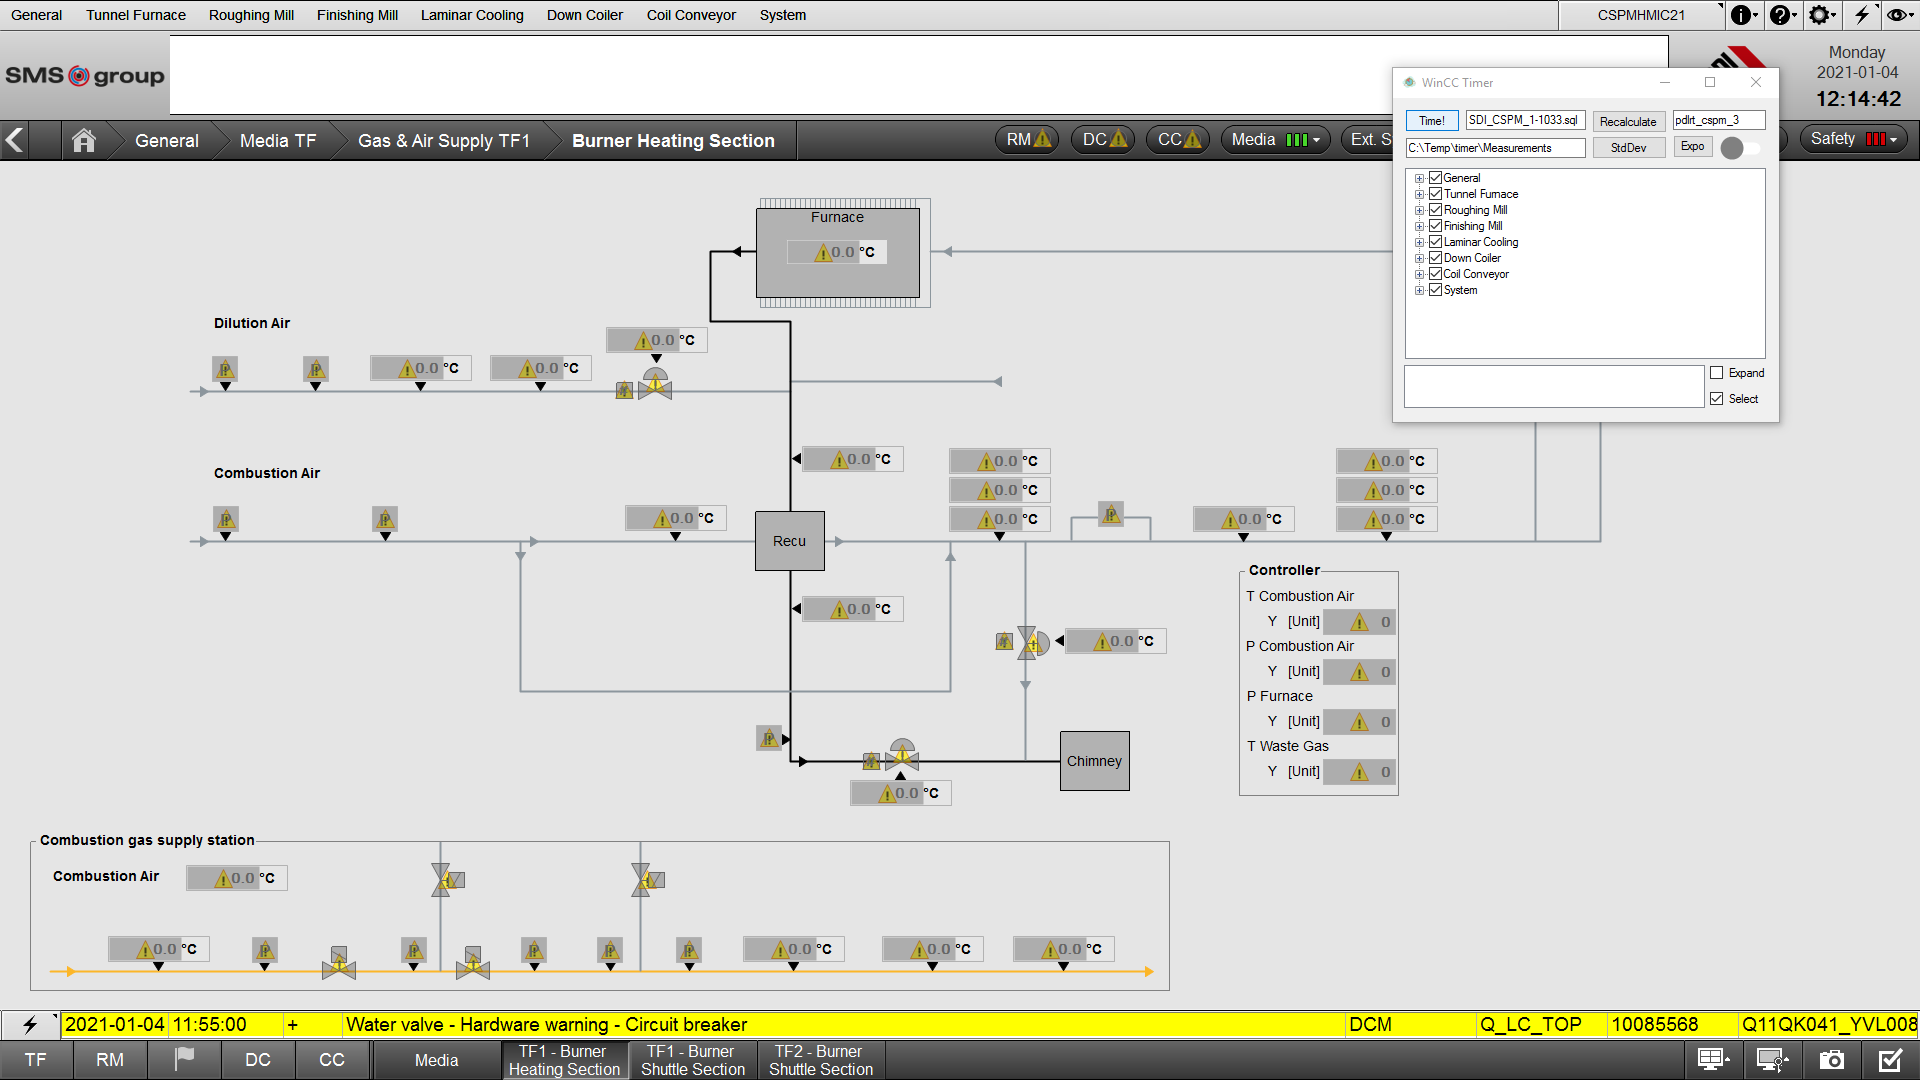 General Tunnel Furnace Roughing Mill Finishing Mill Laminar Cooling Down Coiler Coil Conveyor System CSPMHMIC21
SMS group
Monday
2021-01-04
12:14:42
WinCC Timer
Time! SDI_CSPM_1-1033.sql Recalculate pdlrt_cspm_3
C:\Temp\timer\Measurements StdDev Expo
General
Tunnel Furnace
Roughing Mill
Finishing Mill
Laminar Cooling
Down Coiler
Coil Conveyor
System
Expand
Select
General Media TF Gas & Air Supply TF1 Burner Heating Section RM DC CC Media Ext. S Safety
Furnace
0.0 °C
Dilution Air
0.0 °C
P P 0.0 °C 0.0 °C
0.0 °C
Combustion Air
0.0 °C 0.0 °C
0.0 °C 0.0 °C
P P 0.0 °C 0.0 °C P 0.0 °C 0.0 °C
Recu
0.0 °C
0.0 °C
P
Chimney
0.0 °C
Controller
T Combustion Air
Y [Unit] 0
P Combustion Air
Y [Unit] 0
P Furnace
Y [Unit] 0
T Waste Gas
Y [Unit] 0
Combustion gas supply station
Combustion Air 0.0 °C
0.0 °C P P P P P 0.0 °C 0.0 °C 0.0 °C
2021-01-04 11:55:00 + Water valve - Hardware warning - Circuit breaker DCM Q_LC_TOP 10085568 Q11QK041_YVL008
TF RM DC CC Media
TF1 - Burner
Heating Section
TF1 - Burner
Shuttle Section
TF2 - Burner
Shuttle Section